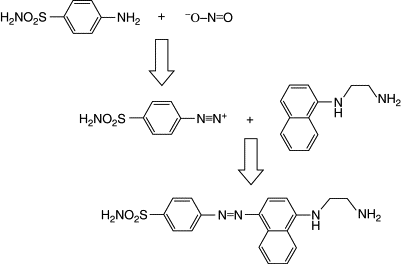 H₂NO₂S NH₂ + ⁻O–N=O
H₂NO₂S N≡N⁺ + N H NH₂
H₂NO₂S N=N N H NH₂